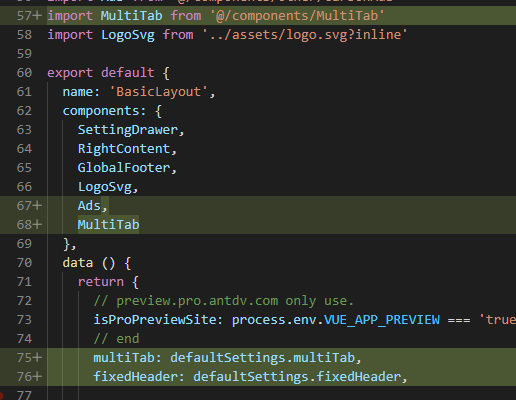 57+ import MultiTab from '@/components/MultiTab'
58 import LogoSvg from '../assets/logo.svg?inline'
59
60 export default {
61 name: 'BasicLayout',
62 components: {
63 SettingDrawer,
64 RightContent,
65 GlobalFooter,
66 LogoSvg,
67+ Ads,
68+ MultiTab
69 },
70 data () {
71 return {
72 // preview.pro.antdv.com only use.
73 isProPreviewSite: process.env.VUE_APP_PREVIEW === 'true
74 // end
75+ multiTab: defaultSettings.multiTab,
76+ fixedHeader: defaultSettings.fixedHeader,
77